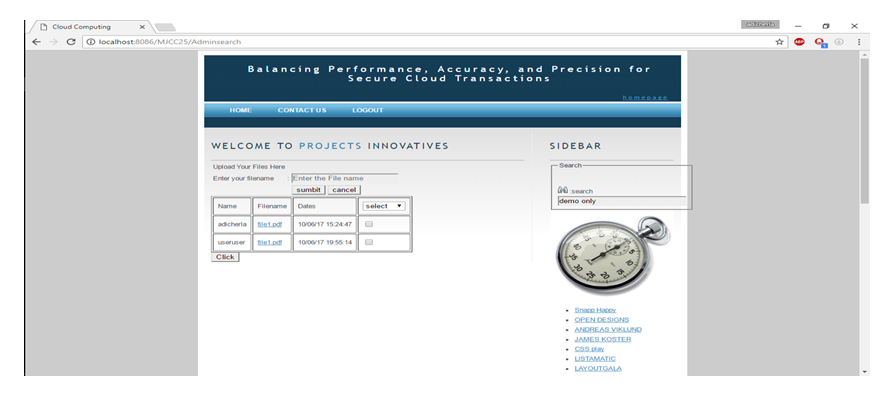 Cloud Computing
adicherla
localhost:8086/MJCC25/Adminsearch
Balancing Performance, Accuracy, and Precision for
Secure Cloud Transactions
homepage
HOME CONTACT US LOGOUT
WELCOME TO PROJECTS INNOVATIVES
Upload Your Files Here
Enter your filename : Enter the File name
sumbit cancel
Name Filename Dates select
adicherla file1.pdf 10/06/17 15:24:47
useruser file1.pdf 10/06/17 19:55:14
Click
SIDEBAR
Search
:search
demo only
Snapp Happy
OPEN DESIGNS
ANDREAS VIKLUND
JAMES KOSTER
CSS play
LISTAMATIC
LAYOUTGALA